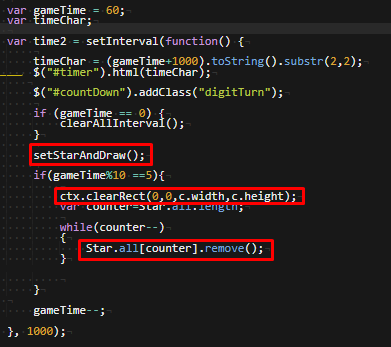 var gameTime = 60;
var timeChar;
var time2 = setInterval(function() {
timeChar = (gameTime+1000).toString().substr(2,2);
$("#timer").html(timeChar);
$("#countDown").addClass("digitTurn");
if (gameTime == 0) {
clearAllInterval();
}
setStarAndDraw();
if(gameTime%10 ==5){
ctx.clearRect(0,0,c.width,c.height);
var counter=Star.all.length;
while(counter--)
{
Star.all[counter].remove();
}
}
gameTime--;
}, 1000);